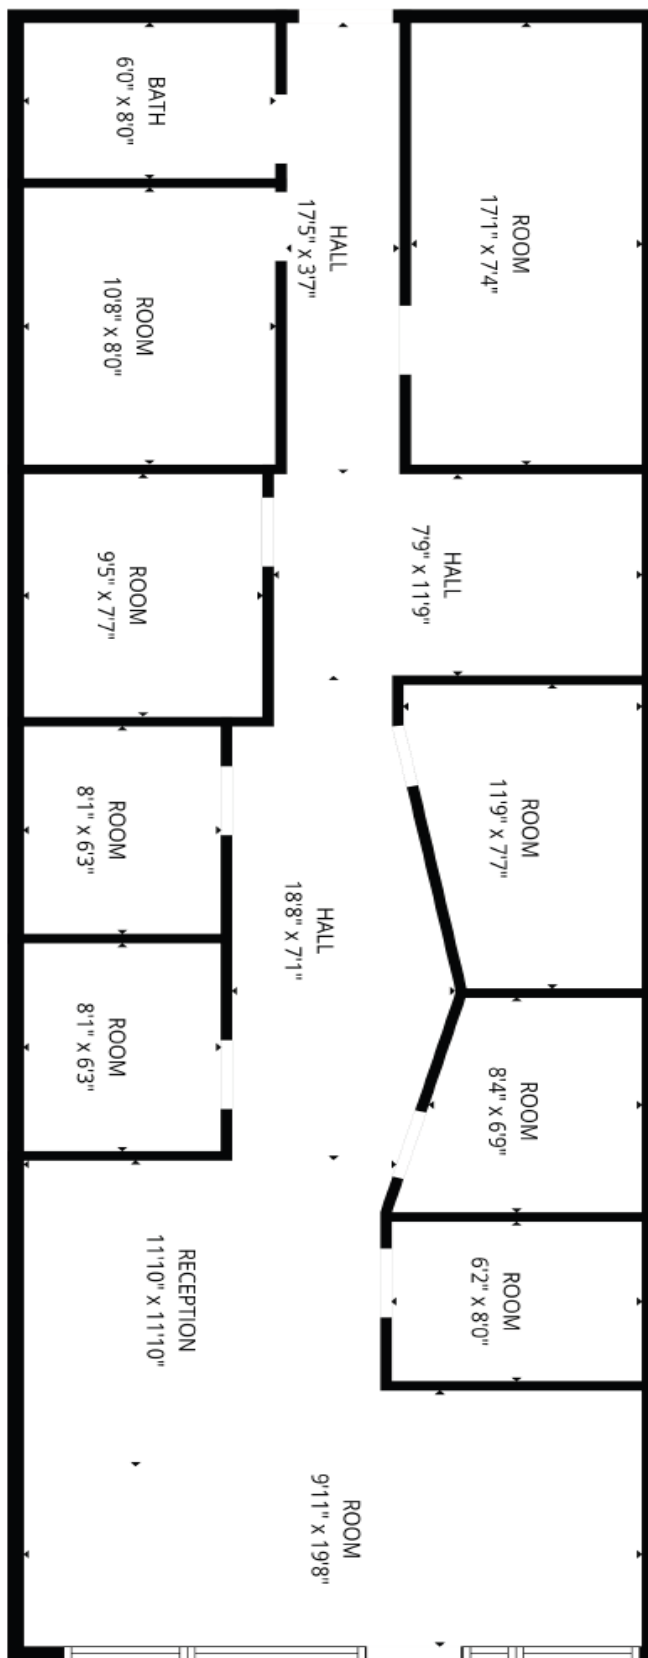 BATH
6'0" x 8'0"
ROOM
17'1" x 7'4"
HALL
17'5" x 3'7"
ROOM
10'8" x 8'0"
HALL
7'9" x 11'9"
ROOM
9'5" x 7'7"
ROOM
11'9" x 7'7"
ROOM
8'1" x 6'3"
HALL
18'8" x 7'1"
ROOM
8'1" x 6'3"
ROOM
8'4" x 6'9"
ROOM
6'2" x 8'0"
RECEPTION
11'10" x 11'10"
ROOM
9'11" x 19'8"